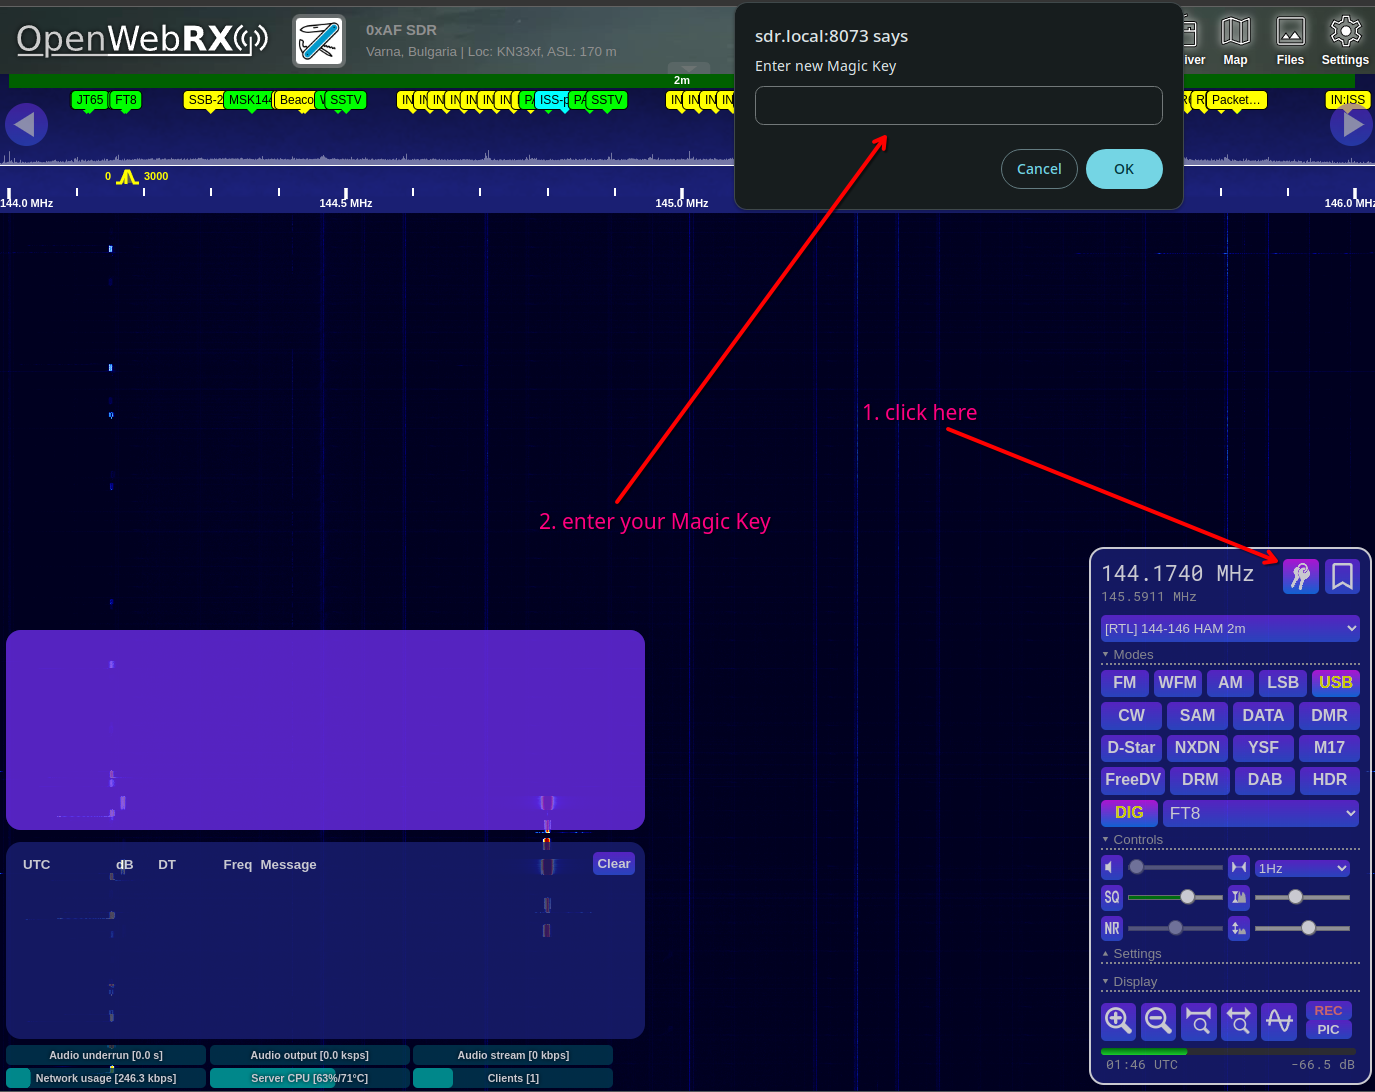 OpenWebRX
0xAF SDR
Varna, Bulgaria | Loc: KN33xf, ASL: 170 m
sdr.local:8073 says
Enter new Magic Key
Cancel
OK
iver
Map
Files
Settings
2m
JT65
FT8
SSB-2
MSK144
Beaco
SSTV
IN
IN
IN
IN
IN
IN
ISS-p
PA
SSTV
IN
IN
IN
IN
Packet…
IN:ISS
0
3000
144.0 MHz
144.5 MHz
145.0 MHz
146.0 MHz
1. click here
2. enter your Magic Key
144.1740 MHz
145.5911 MHz
[RTL] 144-146 HAM 2m
Modes
FM WFM AM LSB USB
CW SAM DATA DMR
D-Star NXDN YSF M17
FreeDV DRM DAB HDR
DIG FT8
Controls
1Hz
SQ
NR
Settings
Display
REC
PIC
01:46 UTC
-66.5 dB
UTC dB DT Freq Message
Clear
Audio underrun [0.0 s]
Audio output [0.0 ksps]
Audio stream [0 kbps]
Network usage [246.3 kbps]
Server CPU [63%/71°C]
Clients [1]